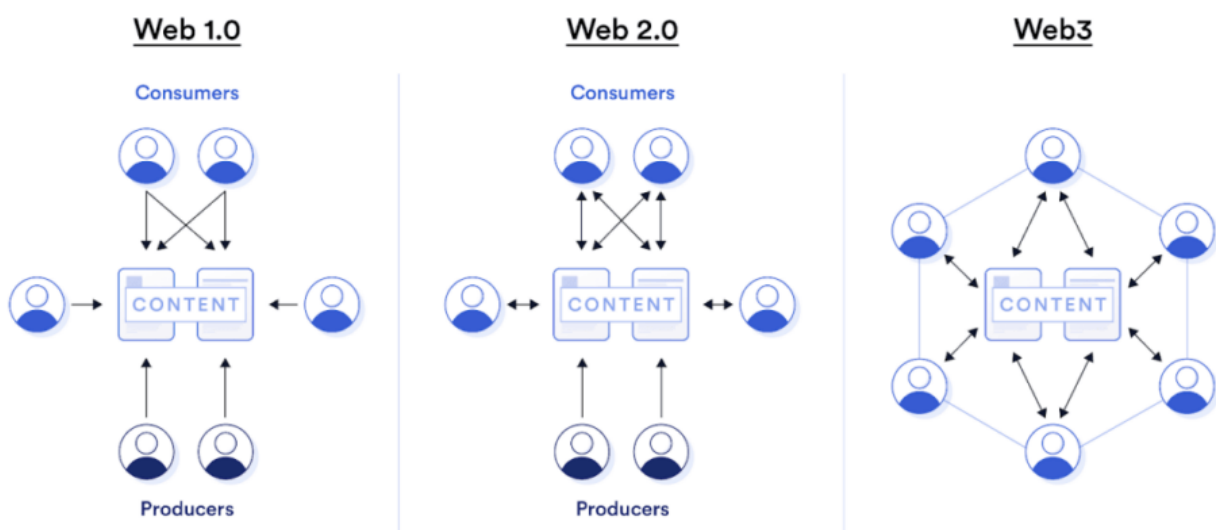 Web 1.0
Consumers
CONTENT
Producers
Web 2.0
Consumers
CONTENT
Producers
Web3
CONTENT